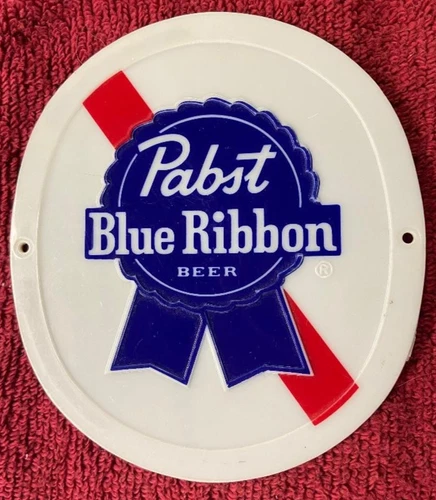 Pabst
Blue Ribbon
BEER
®